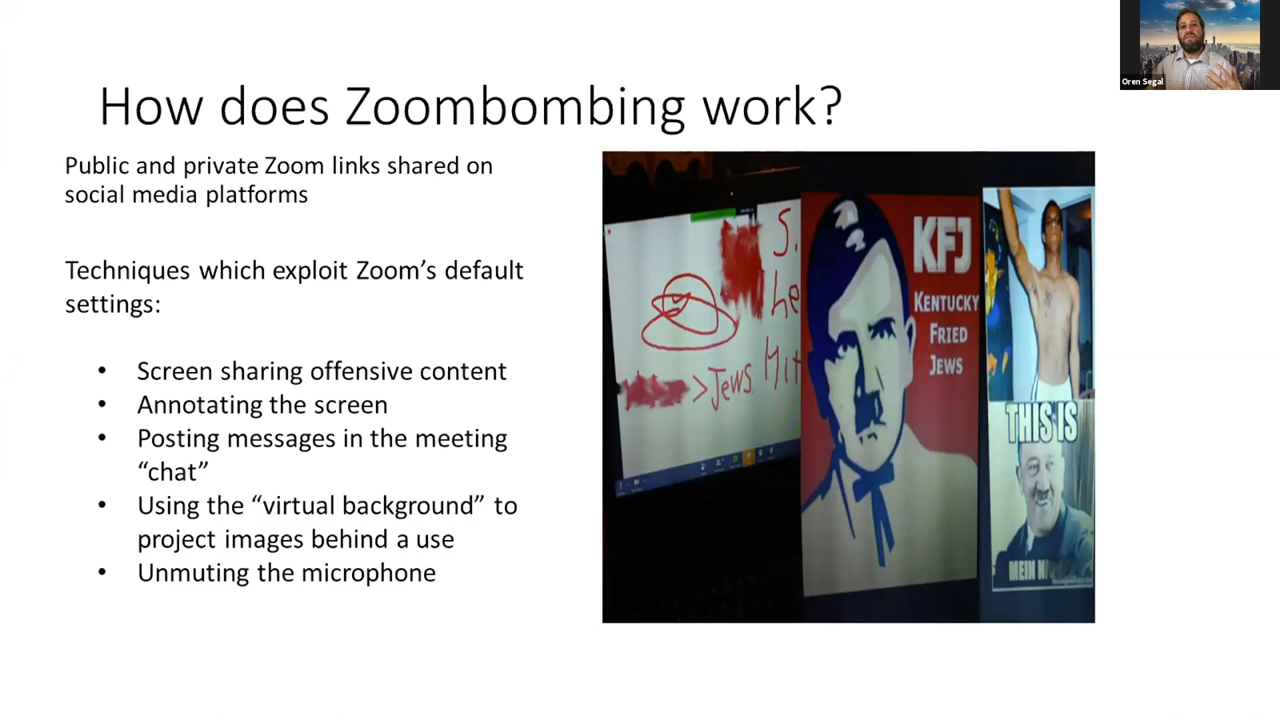 Oren Segal
How does Zoombombing work?
Public and private Zoom links shared on
social media platforms
Techniques which exploit Zoom's default
settings:
• Screen sharing offensive content
• Annotating the screen
• Posting messages in the meeting
“chat”
• Using the “virtual background” to
project images behind a use
• Unmuting the microphone
S.
he
>Jews
Hit
KFJ
KENTUCKY
FRIED
JEWS
THIS IS
MEIN